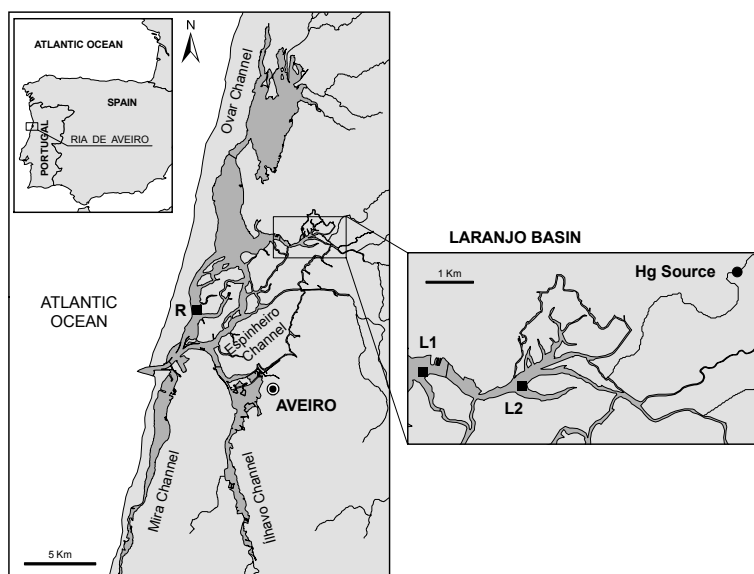 ATLANTIC OCEAN
SPAIN
PORTUGAL
RIA DE AVEIRO
N
Ovar Channel
ATLANTIC
OCEAN
R
Espinheiro
Channel
AVEIRO
Mira Channel
Ílhavo Channel
5 Km
LARANJO BASIN
1 Km
Hg Source
L1
L2